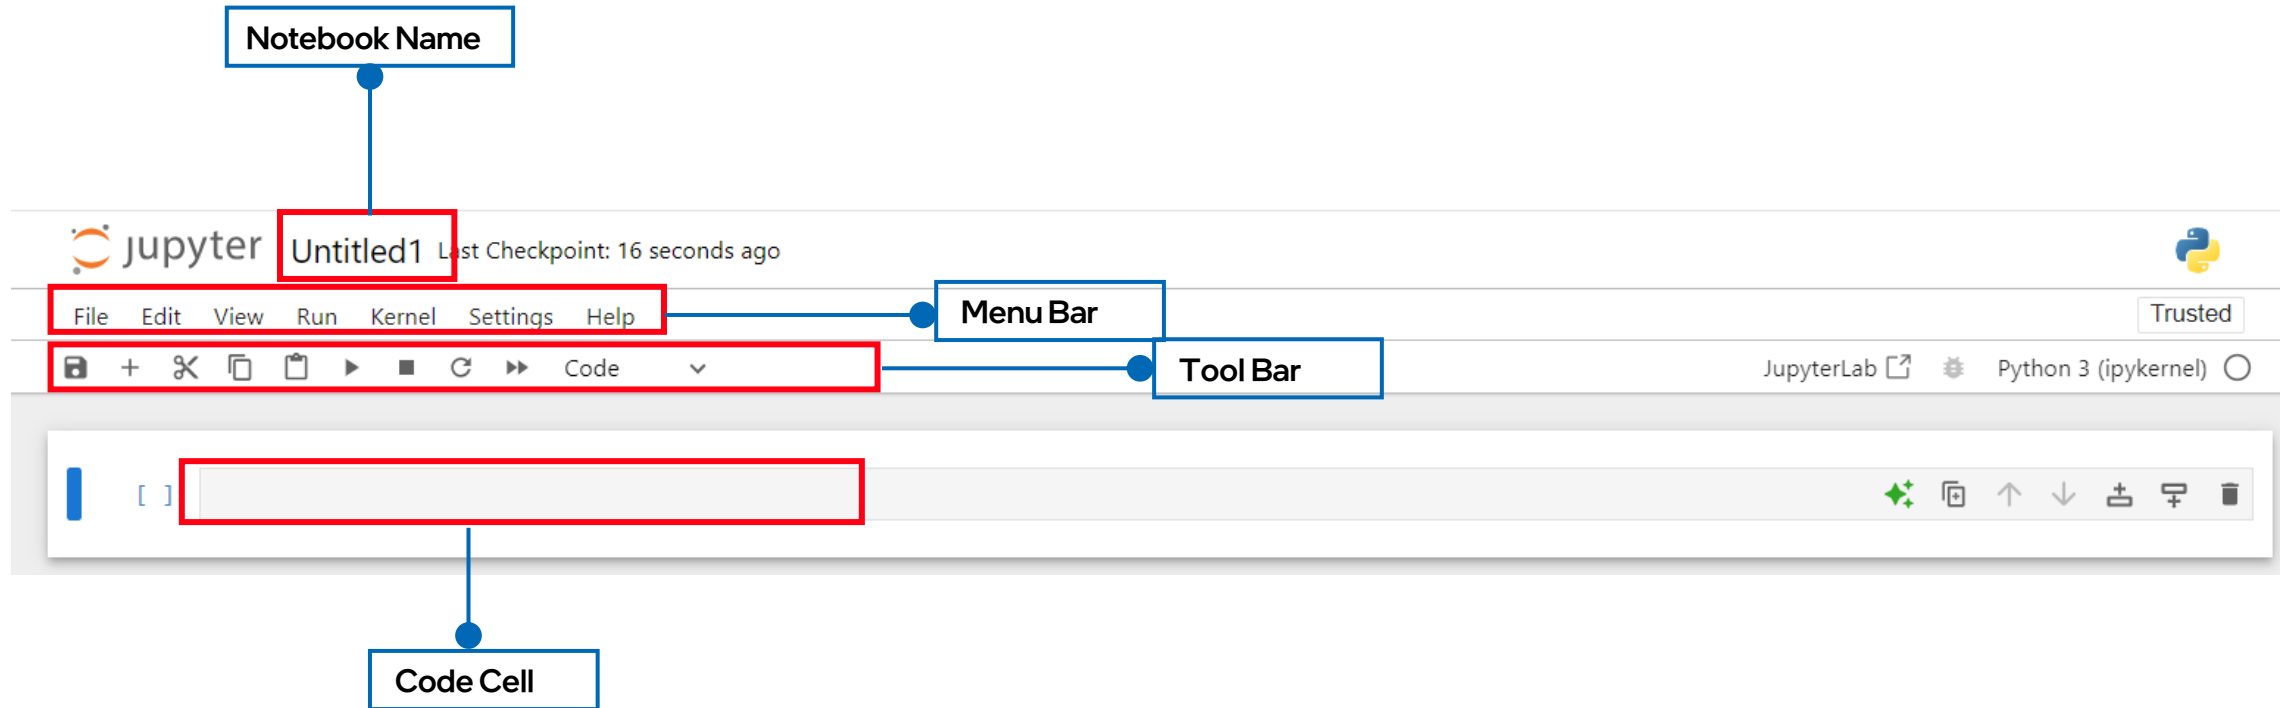 Notebook Name
jupyter Untitled1 Last Checkpoint: 16 seconds ago
File Edit View Run Kernel Settings Help
Menu Bar
Trusted
Code
Tool Bar
JupyterLab
Python 3 (ipykernel)
[ ]
Code Cell